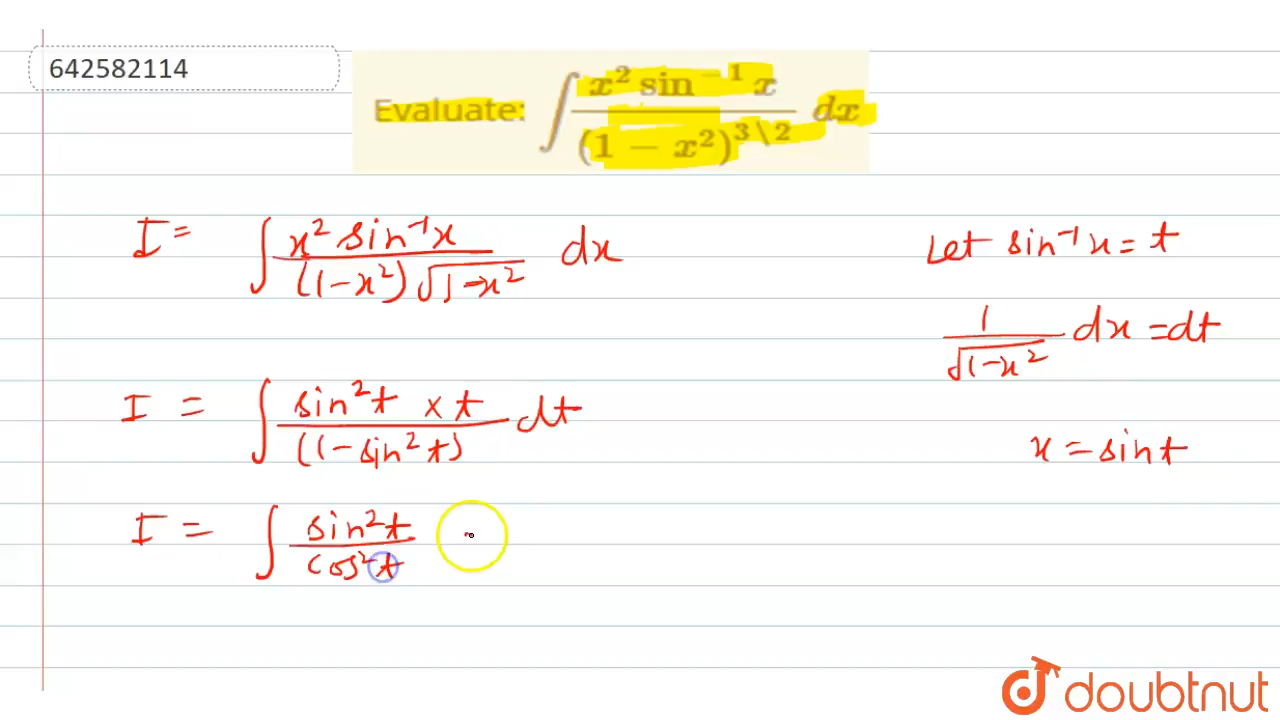 642582114
Evaluate: ∫ x² sin⁻¹ x / (1 − x²)^(3\2) dx
I = ∫ x² sin⁻¹x / (1-x²)√1-x² dx
Let sin⁻¹x = t
1/√1-x² dx = dt
I = ∫ sin²t × t / (1-sin²t) dt
x = sin t
I = ∫ sin²t / cos²t
doubtnut